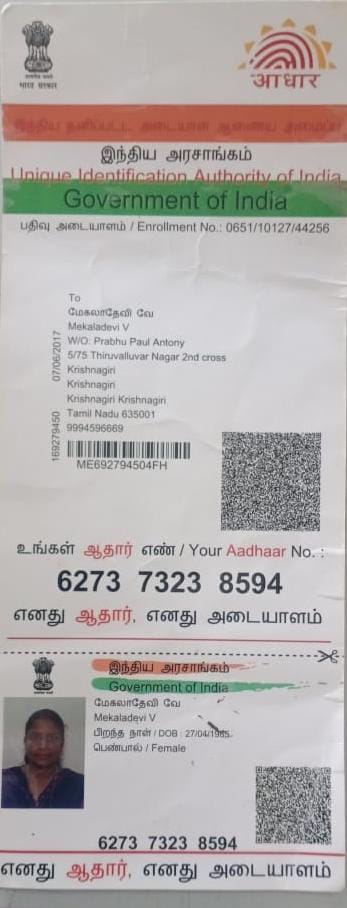 भारत सरकार
आधार
இந்திய தனிப்பட்ட அடையாள ஆணைய அமைப்பு
இந்திய அரசாங்கம்
Unique Identification Authority of India
Government of India
பதிவு அடையாளம் / Enrollment No.: 0651/10127/44256
To
மேகலாதேவி வே
Mekaladevi V
W/O: Prabhu Paul Antony
5/75 Thiruvalluvar Nagar 2nd cross
Krishnagiri
Krishnagiri
Krishnagiri Krishnagiri
Tamil Nadu 635001
9994596669
169279450 07/06/2017
ME692794504FH
உங்கள் ஆதார் எண் / Your Aadhaar No. :
6273 7323 8594
எனது ஆதார், எனது அடையாளம்
இந்திய அரசாங்கம்
Government of India
மேகலாதேவி வே
Mekaladevi V
பிறந்த நாள் / DOB :
பெண்பால் / Female
6273 7323 8594
எனது ஆதார், எனது அடையாளம்